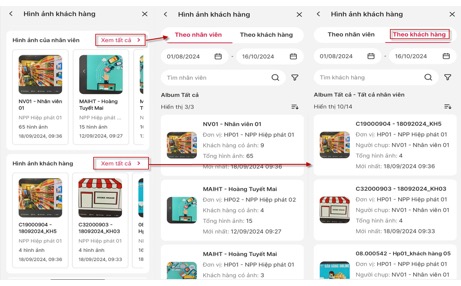 Hình ảnh khách hàng
Hình ảnh của nhân viên
Xem tất cả
NV01 - Nhân viên 01
NPP Hiệp phát 01
65 hình ảnh
18/09/2024, 09:36
MAIHT - Hoàng Tuyết Mai
NPP Hiệp phát ...
15 hình ảnh
12/09/2024, 09:27
Hình ảnh khách hàng
Xem tất cả
C19000904 - 18092024_KH5
NPP Hiệp phát 01
4 hình ảnh
18/09/2024, 09:36
C32000903 - 18092024_KH03
NPP Hiệp phát 01
4 hình ảnh
18/09/2024, 09:33
Hình ảnh khách hàng
Theo nhân viên
Theo khách hàng
01/08/2024 - 16/10/2024
Tìm nhân viên
Album Tất cả
Hiển thị 3/3
NV01 - Nhân viên 01
Đơn vị: HP01 - NPP Hiệp phát 01
Khách hàng có ảnh: 9
Tổng hình ảnh: 65
Mới nhất: 18/09/2024 09:36
MAIHT - Hoàng Tuyết Mai
Đơn vị: HP02 - NPP Hiệp phát 02
Khách hàng có ảnh: 4
Tổng hình ảnh: 15
Mới nhất: 12/09/2024 09:27
MAIHT - Hoàng Tuyết Mai
Đơn vị: HP01 - NPP Hiệp phát 01
Khách hàng có ảnh: 3
Hình ảnh khách hàng
Theo nhân viên
Theo khách hàng
01/08/2024 - 16/10/2024
Tìm khách hàng
Album Tất cả - Tất cả nhân viên
Hiển thị 10/14
C19000904 - 18092024_KH5
Đơn vị: HP01 - NPP Hiệp phát 01
Người chụp: NV01 - Nhân viên 01
Tổng hình ảnh: 4
Mới nhất: 18/09/2024 09:36
C32000903 - 18092024_KH03
Đơn vị: HP01 - NPP Hiệp phát 01
Người chụp: NV01 - Nhân viên 01
Tổng hình ảnh: 4
Mới nhất: 18/09/2024 09:33
08.000542 - Hp01_khách hàng 05
Đơn vị: HP01 - NPP Hiệp phát 01
Người chụp: NV01 - Nhân viên 01